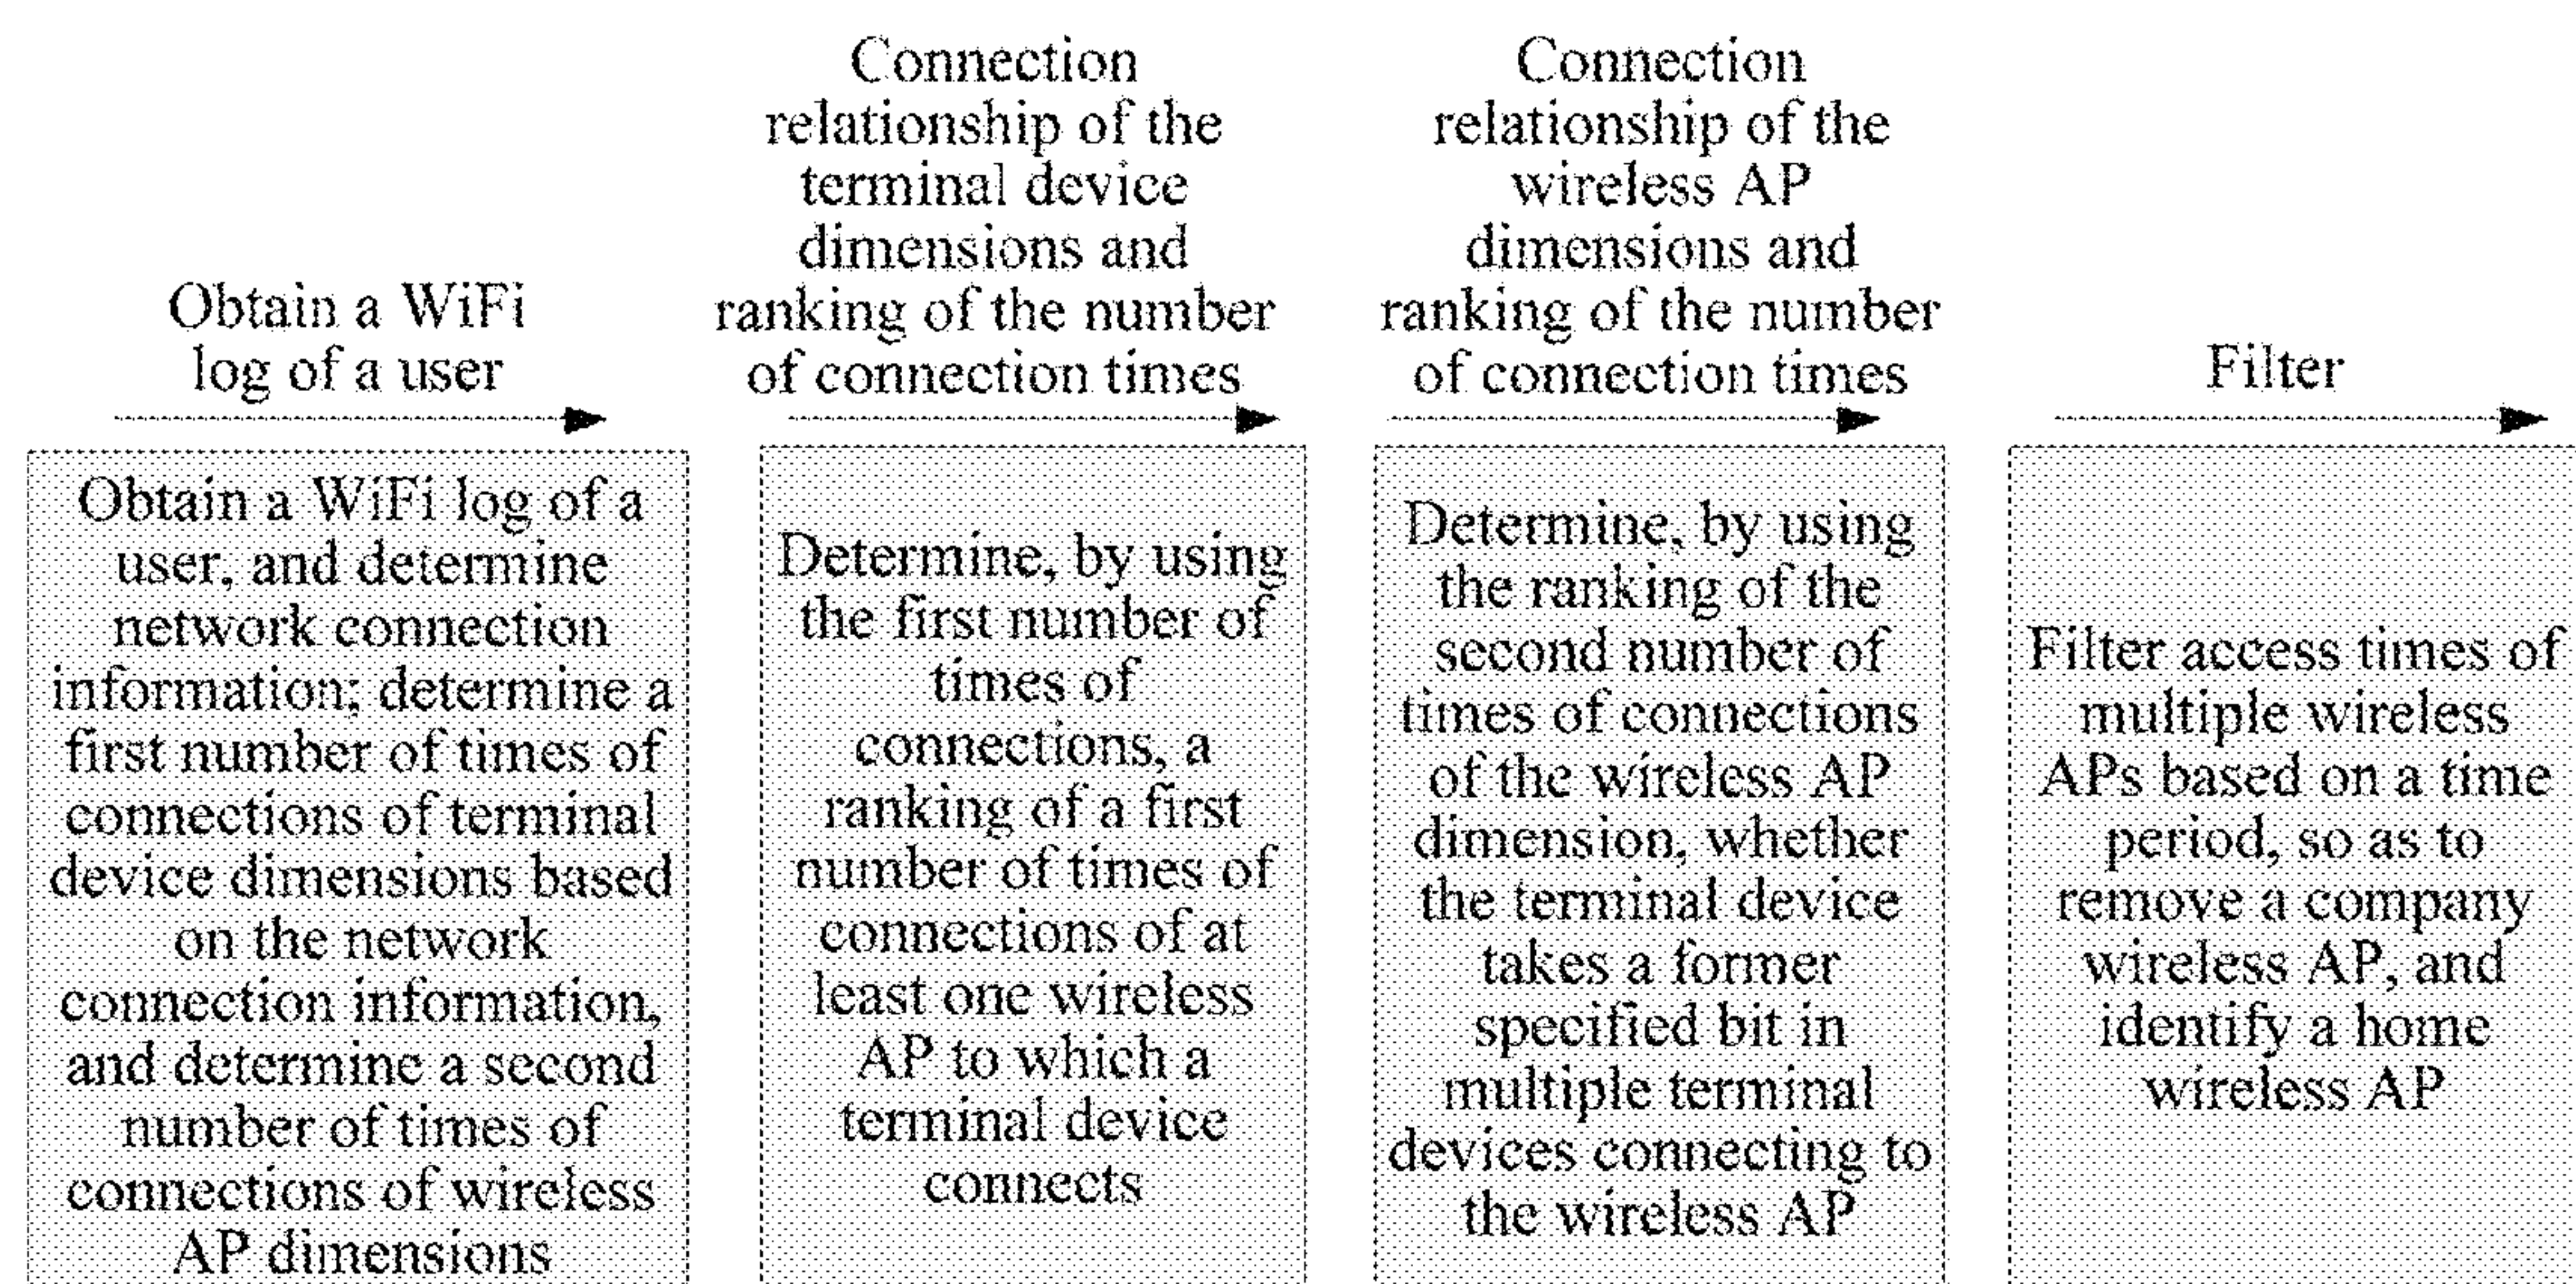 Obtain a WiFi
log of a user
Connection
relationship of the
terminal device
dimensions and
ranking of the number
of connection times
Connection
relationship of the
wireless AP
dimensions and
ranking of the number
of connection times
Filter
Obtain a WiFi log of a
user, and determine
network connection
information; determine a
first number of times of
connections of terminal
device dimensions based
on the network
connection information,
and determine a second
number of times of
connections of wireless
AP dimensions
Determine, by using
the first number of
times of
connections, a
ranking of a first
number of times of
connections of at
least one wireless
AP to which a
terminal device
connects
Determine, by using
the ranking of the
second number of
times of connections
of the wireless AP
dimension, whether
the terminal device
takes a former
specified bit in
multiple terminal
devices connecting to
the wireless AP
Filter access times of
multiple wireless
APs based on a time
period, so as to
remove a company
wireless AP, and
identify a home
wireless AP